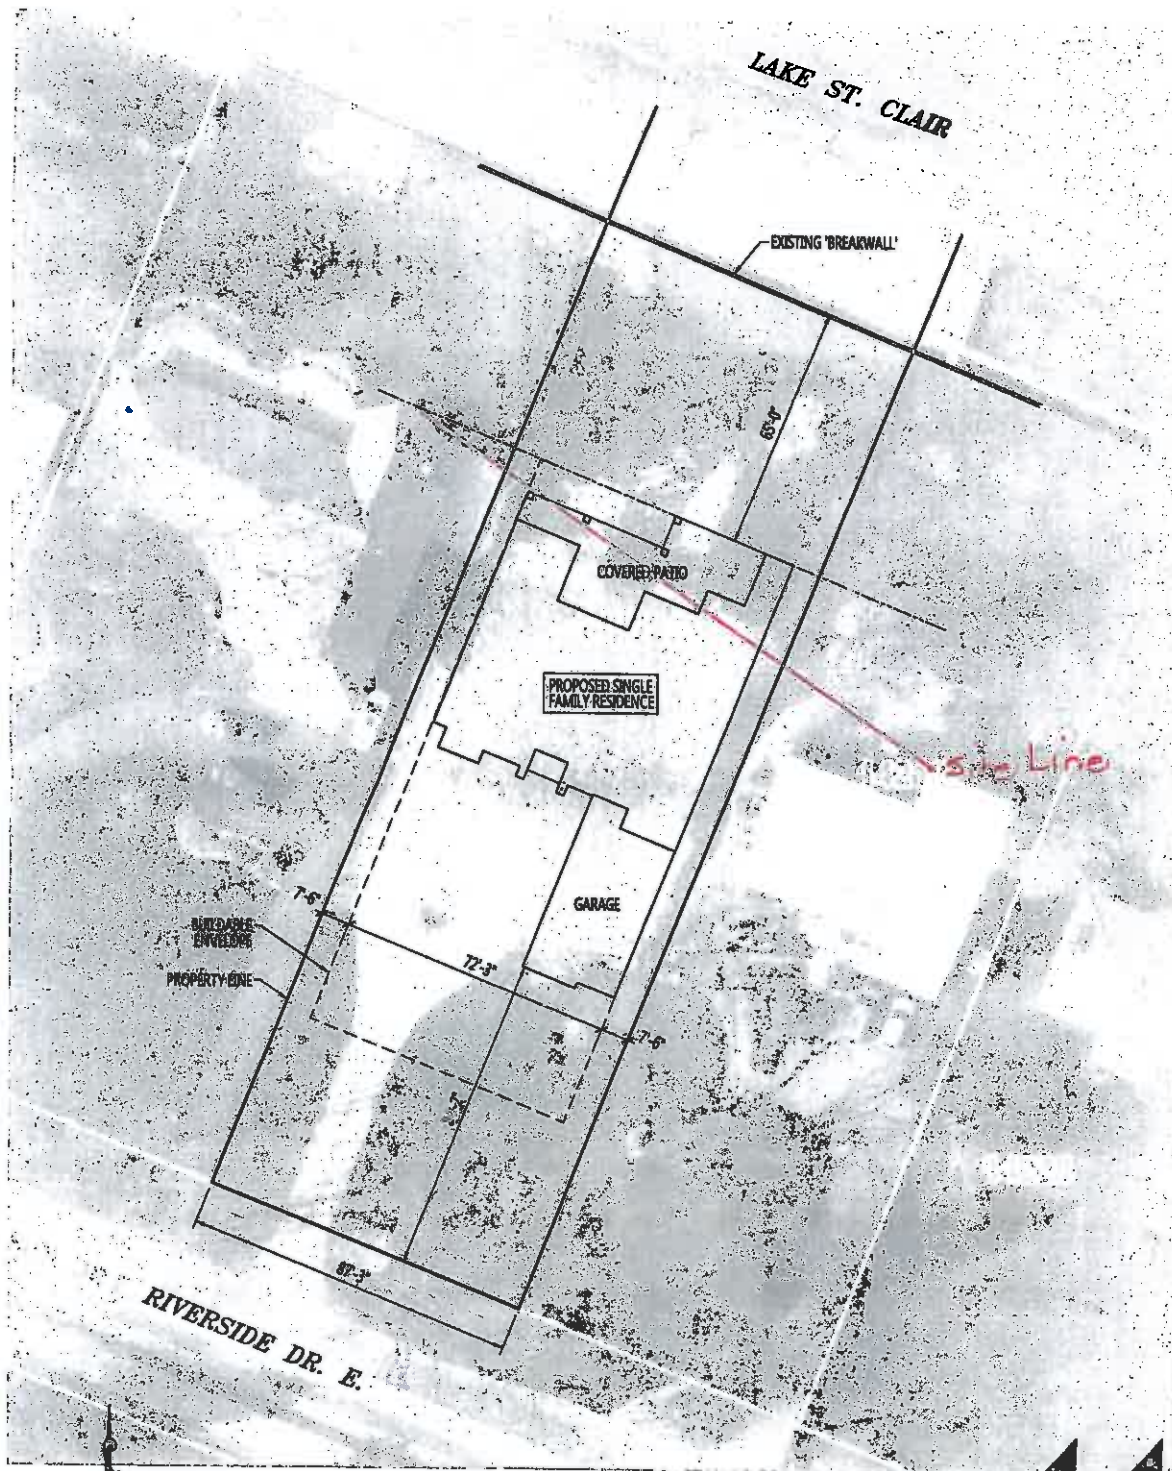 LAKE ST. CLAIR
EXISTING 'BREAKWALL'
65'-0"
COVERED PATIO
PROPOSED SINGLE
FAMILY RESIDENCE
Line
GARAGE
7'-6"
BUILDABLE
ENVELOPE
72'-3"
PROPERTY LINE
7'-6"
87'-3"
RIVERSIDE DR. E.